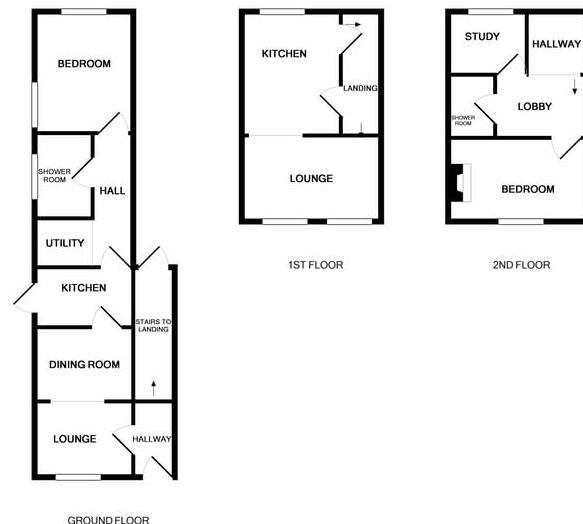 BEDROOM
SHOWER
ROOM
HALL
UTILITY
KITCHEN
STAIRS TO
LANDING
DINING ROOM
LOUNGE
HALLWAY
GROUND FLOOR
KITCHEN
LANDING
LOUNGE
1ST FLOOR
STUDY
HALLWAY
LOBBY
SHOWER
ROOM
BEDROOM
2ND FLOOR